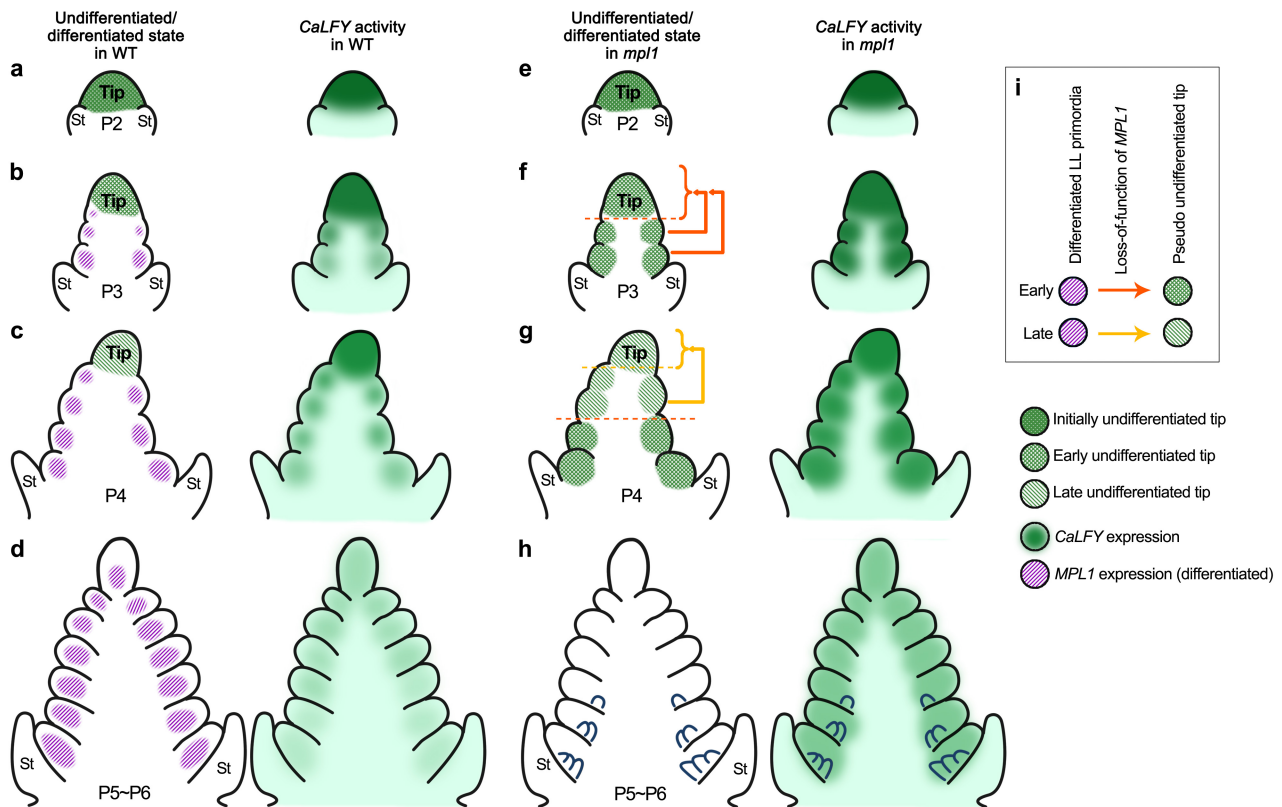 Undifferentiated/
differentiated state
in WT
CaLFY activity
in WT
Undifferentiated/
differentiated state
in mpl1
CaLFY activity
in mpl1
a
Tip
St
P2
St
e
Tip
St
P2
St
b
Tip
St
P3
St
f
Tip
St
P3
St
c
Tip
St
P4
St
g
Tip
St
P4
St
d
St
P5~P6
St
h
St
P5~P6
St
i
Differentiated LL primordia
Loss-of-function of MPL1
Pseudo undifferentiated tip
Early
Late
Initially undifferentiated tip
Early undifferentiated tip
Late undifferentiated tip
CaLFY expression
MPL1 expression (differentiated)